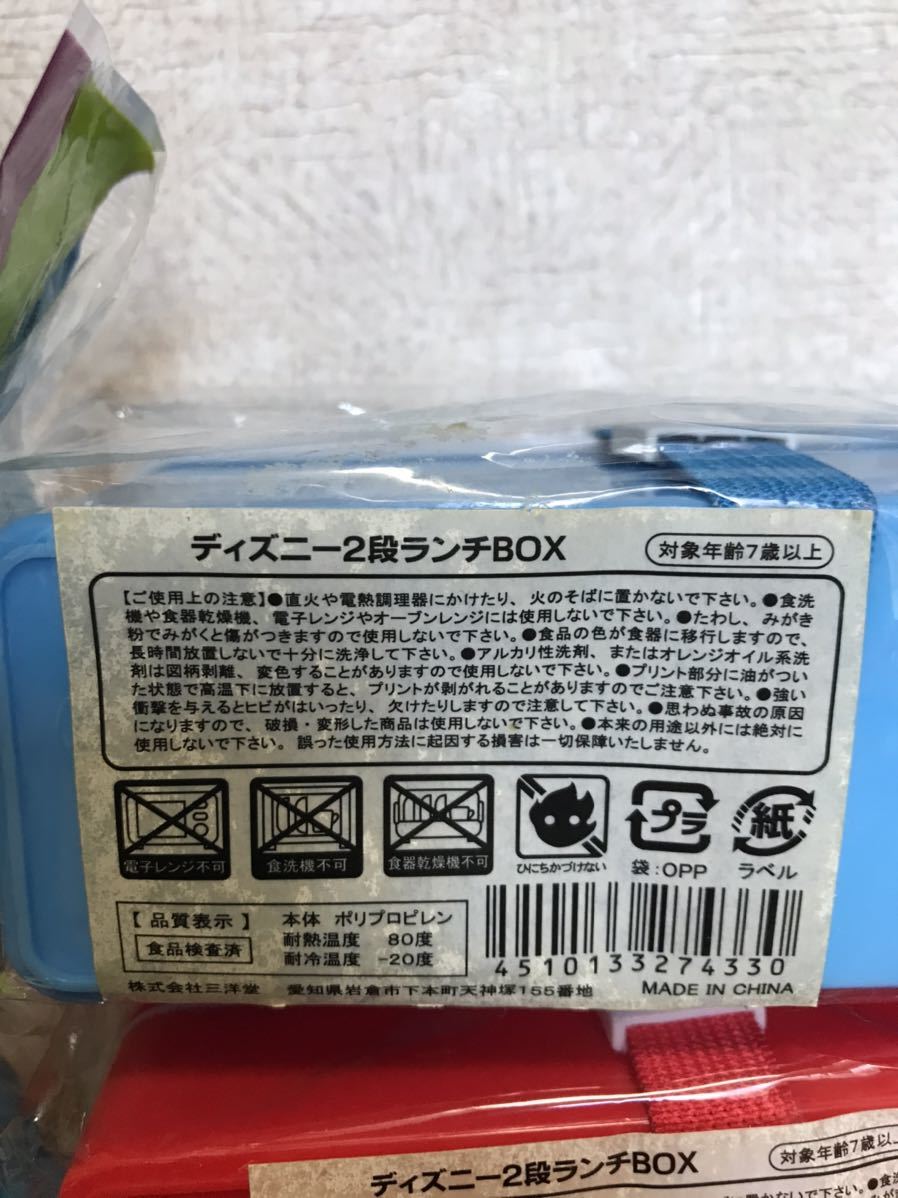 ディズニー2段ランチBOX
対象年齢7歳以上
【ご使用上の注意】●直火や電熱調理器にかけたり、火のそばに置かないで下さい。●食洗
機や食器乾燥機、電子レンジやオーブンレンジには使用しないで下さい。●たわし、みがき
粉でみがくと傷がつきますので使用しないで下さい。●食品の色が食器に移行しますので、
長時間放置しないで十分に洗浄して下さい。●アルカリ性洗剤、またはオレンジオイル系洗
剤は図柄剥離、変色することがありますので使用しないで下さい。●プリント部分に油がつい
た状態で高温下に放置すると、プリントが剥がれることがありますのでご注意下さい。●強い
衝撃を与えるとヒビがはいったり、欠けたりしますので注意して下さい。●思わぬ事故の原因
になりますので、破損・変形した商品は使用しないで下さい。●本来の用途以外には絶対に
使用しないで下さい。誤った使用方法に起因する損害は一切保障いたしません。
電子レンジ不可
食洗機不可
食器乾燥機不可
ひにちかづけない
プラ
袋:OPP
紙
ラベル
【品質表示】
食品検査済
本体 ポリプロピレン
耐熱温度 80度
耐冷温度 -20度
4510133274330
株式会社三洋堂 愛知県岩倉市下本町天神塚155番地
MADE IN CHINA
ディズニー2段ランチBOX
対象年齢7歳以